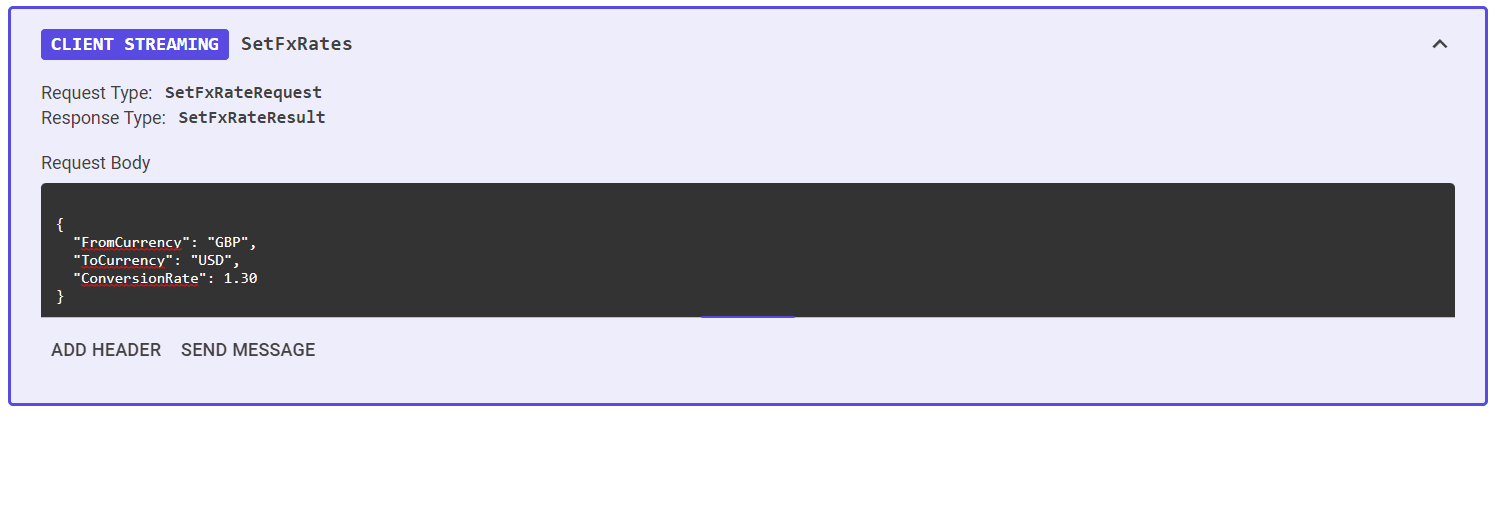 CLIENT STREAMING SetFxRates
Request Type: SetFxRateRequest
Response Type: SetFxRateResult
Request Body
{
"FromCurrency": "GBP",
"ToCurrency": "USD",
"ConversionRate": 1.30
}
ADD HEADER SEND MESSAGE